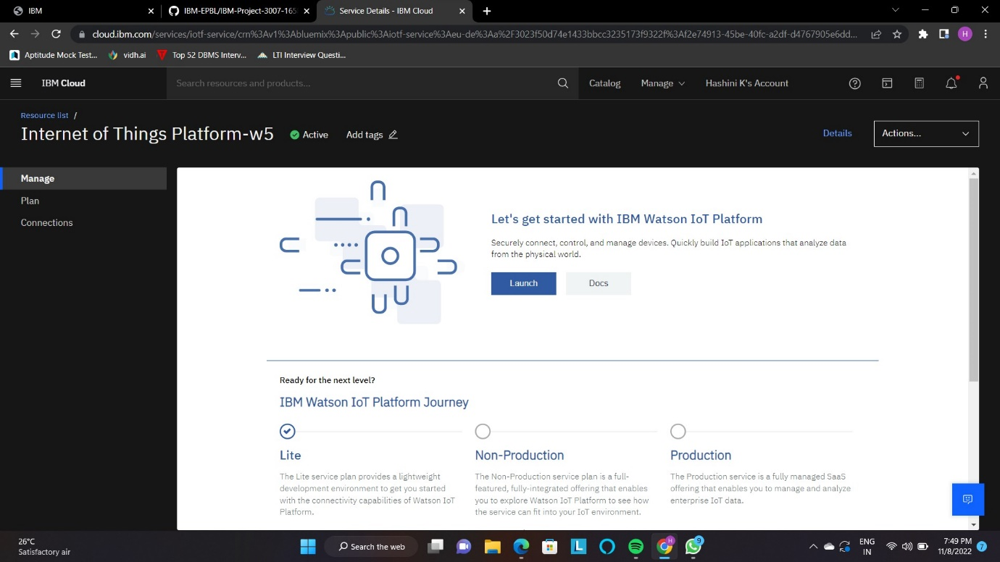 IBM
IBM-EPBL/IBM-Project-3007-165
Service Details - IBM Cloud
cloud.ibm.com/services/iotf-service/crn%3Av1%3Abluemix%3Apublic%3Aiotf-service%3Aeu-de%3Aa%2F3023f50d74e1433bbcc3235173f9322f%3Af2e74913-45be-40fc-a2df-d4767905e6dd...
H
Aptitude Mock Test...
vidh.ai
Top 52 DBMS Interv...
LTI Interview Questi...
IBM Cloud
Search resources and products...
Catalog
Manage
Hashini K's Account
Resource list /
Internet of Things Platform-w5
Active
Add tags
Details
Actions...
Manage
Plan
Connections
Let's get started with IBM Watson IoT Platform
Securely connect, control, and manage devices. Quickly build IoT applications that analyze data
from the physical world.
Launch
Docs
Ready for the next level?
IBM Watson IoT Platform Journey
Lite
The Lite service plan provides a lightweight
development environment to get you started
with the connectivity capabilities of Watson IoT
Platform.
Non-Production
The Non-Production service plan is a full-
featured, fully-integrated offering that enables
you to explore Watson IoT Platform to see how
the service can fit into your IoT environment.
Production
The Production service is a fully managed SaaS
offering that enables you to manage and analyze
enterprise IoT data.
26°C
Satisfactory air
Search the web
L
H
9
ENG
IN
7:49 PM
11/8/2022
7